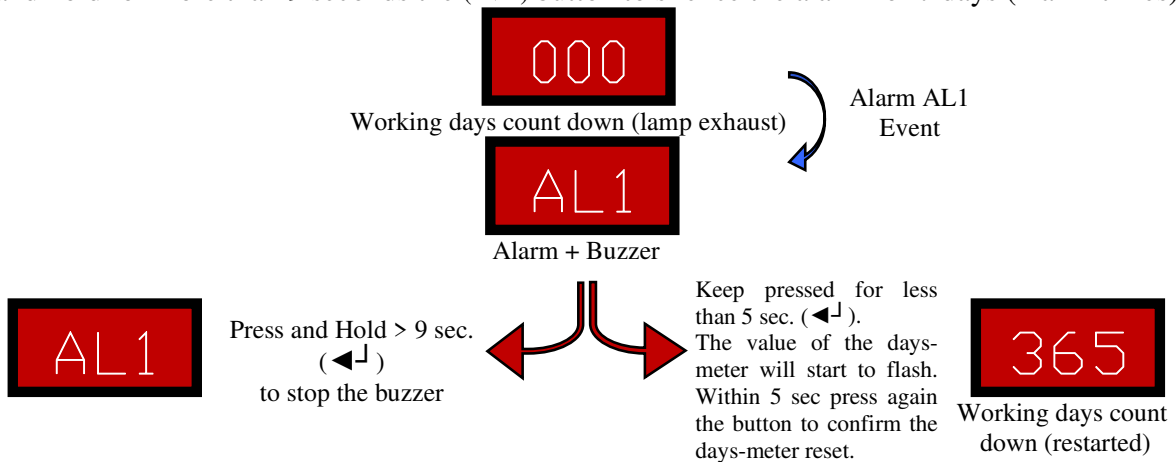 000
Working days count down (lamp exhaust)
Alarm AL1
Event
AL1
Alarm + Buzzer
AL1
Press and Hold > 9 sec.
(◄┘)
to stop the buzzer
Keep pressed for less
than 5 sec. (◄┘).
The value of the days-
meter will start to flash.
Within 5 sec press again
the button to confirm the
days-meter reset.
365
Working days count
down (restarted)